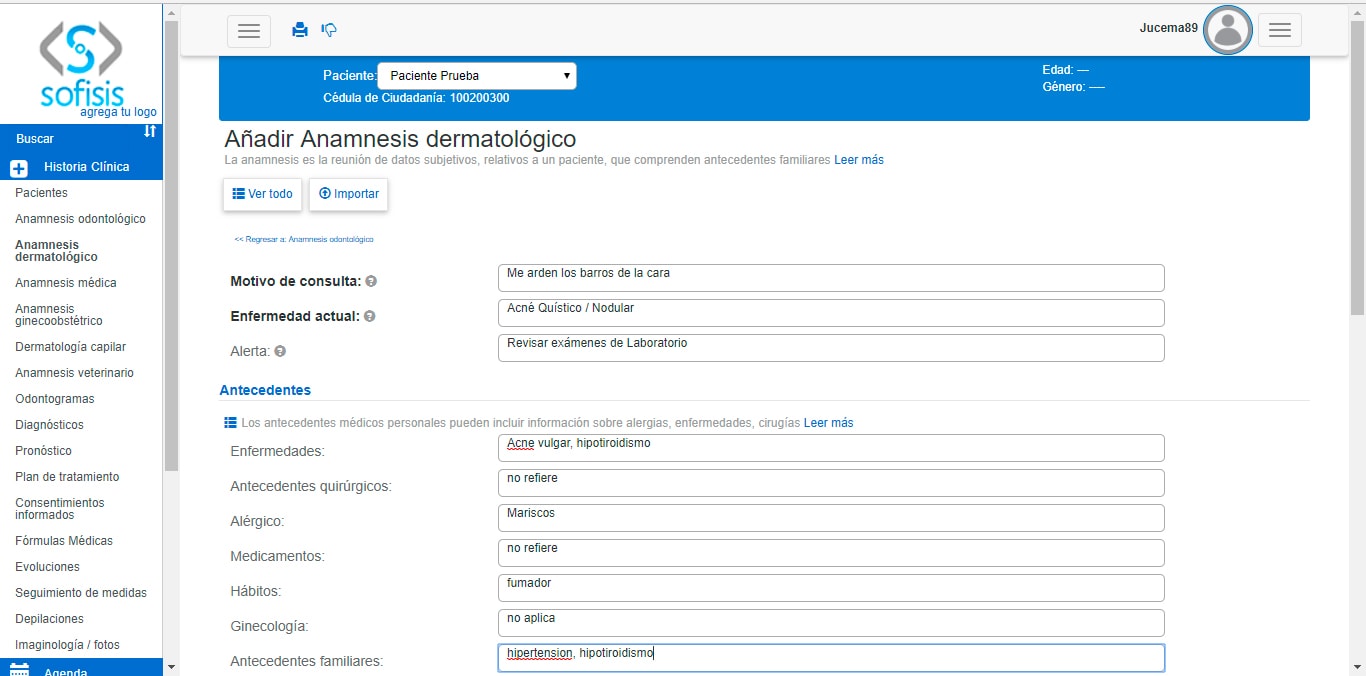 sofisis
agrega tu logo
Buscar
Historia Clínica
Pacientes
Anamnesis odontológico
Anamnesis
dermatológico
Anamnesis médica
Anamnesis
ginecoobstétrico
Dermatología capilar
Anamnesis veterinario
Odontogramas
Diagnósticos
Pronóstico
Plan de tratamiento
Consentimientos
informados
Fórmulas Médicas
Evoluciones
Seguimiento de medidas
Depilaciones
Imaginología / fotos
Agenda
Jucema89
Paciente: Paciente Prueba
Cédula de Ciudadanía: 100200300
Edad: —
Género: —
Añadir Anamnesis dermatológico
La anamnesis es la reunión de datos subjetivos, relativos a un paciente, que comprenden antecedentes familiares Leer más
Ver todo Importar
<< Regresar a: Anamnesis odontológico
Motivo de consulta: ? Me arden los barros de la cara
Enfermedad actual: ? Acné Quístico / Nodular
Alerta: ? Revisar exámenes de Laboratorio
Antecedentes
Los antecedentes médicos personales pueden incluir información sobre alergias, enfermedades, cirugías Leer más
Enfermedades: Acne vulgar, hipotiroidismo
Antecedentes quirúrgicos: no refiere
Alérgico: Mariscos
Medicamentos: no refiere
Hábitos: fumador
Ginecología: no aplica
Antecedentes familiares: hipertension, hipotiroidismo